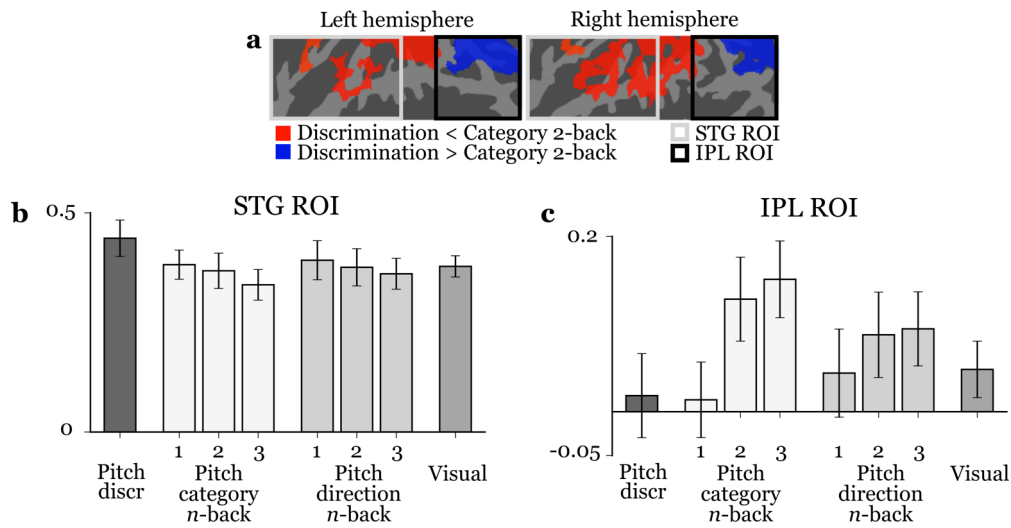 Left hemisphere Right hemisphere
a
Discrimination < Category 2-back STG ROI
Discrimination > Category 2-back IPL ROI
b STG ROI
0.5
0
1 2 3 1 2 3
Pitch discr Pitch category n-back Pitch direction n-back Visual
c IPL ROI
0.2
-0.05
1 2 3 1 2 3
Pitch discr Pitch category n-back Pitch direction n-back Visual